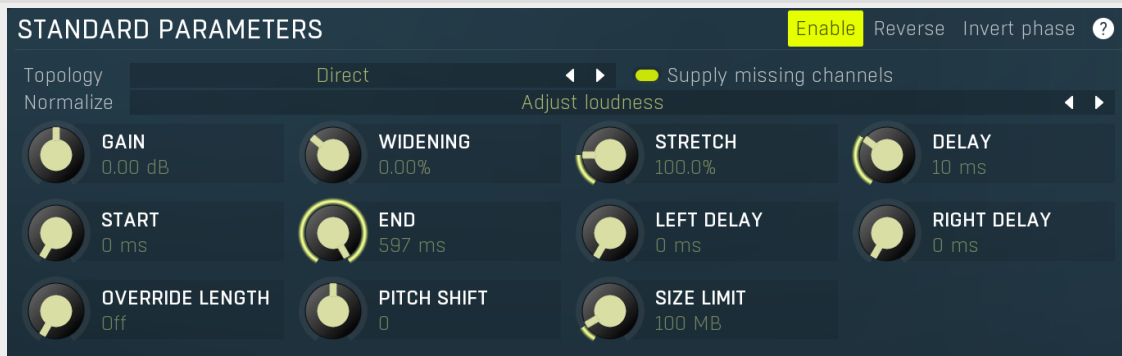 STANDARD PARAMETERS Enable Reverse Invert phase ?
Topology Direct Supply missing channels
Normalize Adjust loudness
GAIN WIDENING STRETCH DELAY
0.00 dB 0.00% 100.0% 10 ms
START END LEFT DELAY RIGHT DELAY
0 ms 597 ms 0 ms 0 ms
OVERRIDE LENGTH PITCH SHIFT SIZE LIMIT
Off 0 100 MB